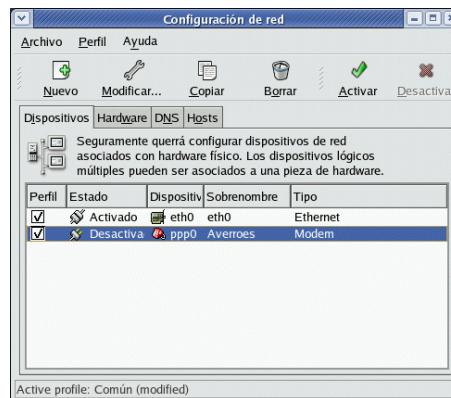 Configuración de red
Archivo Perfil Ayuda
Nuevo Modificar... Copiar Borrar Activar Desactiva
Dispositivos Hardware DNS Hosts
Seguramente querrá configurar dispositivos de red
asociados con hardware físico. Los dispositivos lógicos
múltiples pueden ser asociados a una pieza de hardware.
Perfil Estado Dispositiv Sobrenombre Tipo
Activado eth0 eth0 Ethernet
Desactiva ppp0 Averroes Modem
Active profile: Común (modified)